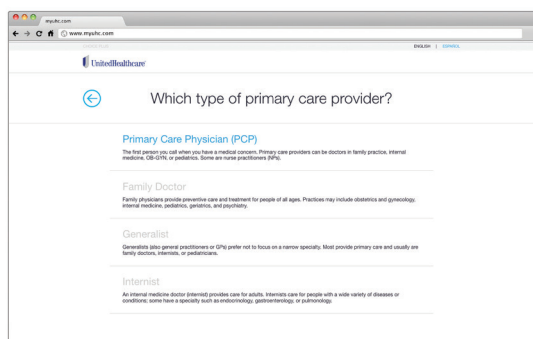 myuhc.com
www.myuhc.com
ENGLISH | ESPAÑOL
UnitedHealthcare
Which type of primary care provider?
Primary Care Physician (PCP)
The first person you call when you have a medical concern. Primary care providers can be doctors in family practice, internal
medicine, OB-GYN, or pediatrics. Some are nurse practitioners (NPs).
Family Doctor
Family physicians provide preventive care and treatment for people of all ages. Practices may include obstetrics and gynecology,
internal medicine, pediatrics, geriatrics, and psychiatry.
Generalist
Generalists (also general practitioners or GPs) prefer not to focus on a narrow specialty. Most provide primary care and usually are
family doctors, internists, or pediatricians.
Internist
An internal medicine doctor (internist) provides care for adults. Internists care for people with a wide variety of diseases or
conditions; some have a specialty such as endocrinology, gastroenterology, or pulmonology.